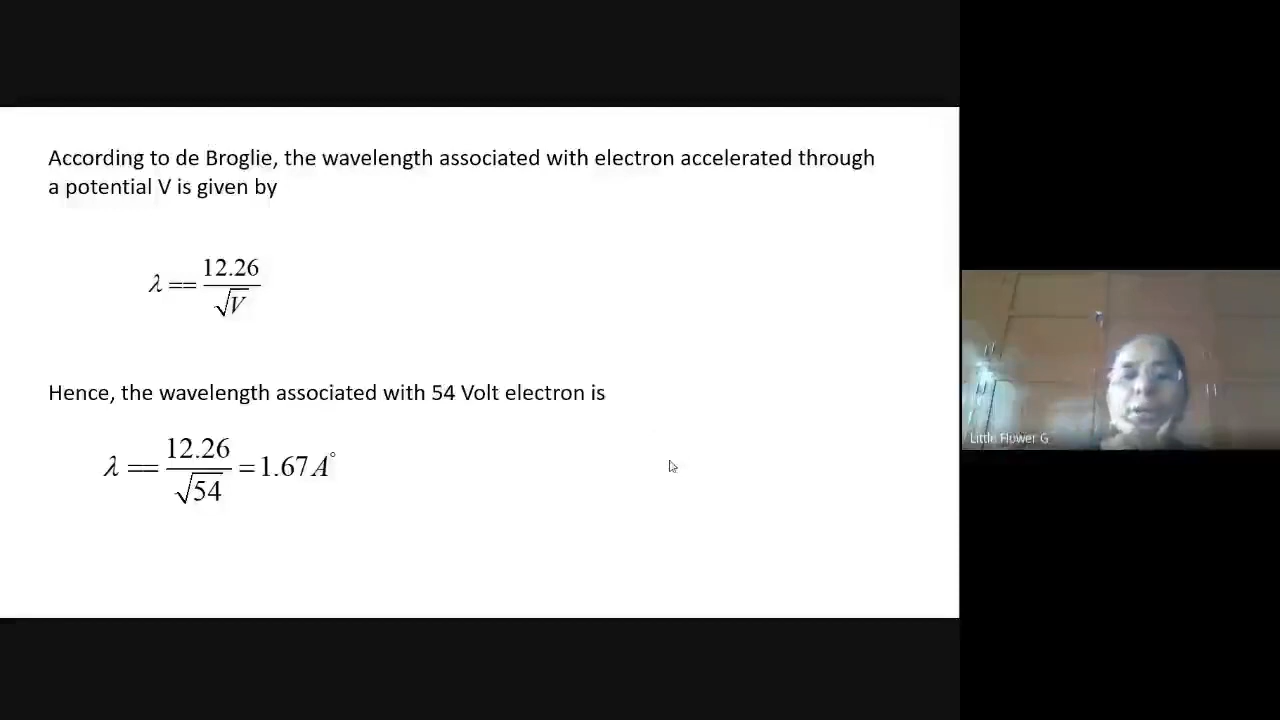 According to de Broglie, the wavelength associated with electron accelerated through
a potential V is given by
λ == 12.26 / √V
Hence, the wavelength associated with 54 Volt electron is
λ == 12.26 / √54 = 1.67 A°
Little Flower G